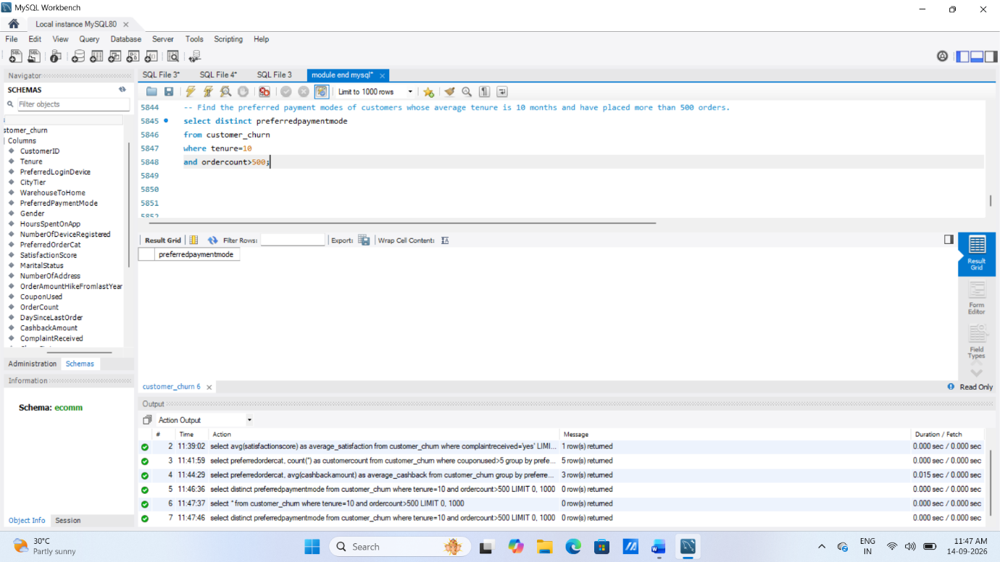 MySQL Workbench
Local instance MySQL80
File Edit View Query Database Server Tools Scripting Help
Navigator
SCHEMAS
Filter objects
stomer_churn
Columns
CustomerID
Tenure
PreferredLoginDevice
CityTier
WarehouseToHome
PreferredPaymentMode
Gender
HoursSpentOnApp
NumberOfDeviceRegistered
PreferredOrderCat
SatisfactionScore
MaritalStatus
NumberOfAddress
OrderAmountHikeFromlastYear
CouponUsed
OrderCount
DaySinceLastOrder
CashbackAmount
ComplaintReceived
Administration Schemas
Information
Schema: ecomm
Object Info Session
SQL File 3* SQL File 4* SQL File 3 module end mysql*
Limit to 1000 rows
5844 -- Find the preferred payment modes of customers whose average tenure is 10 months and have placed more than 500 orders.
5845 select distinct preferredpaymentmode
5846 from customer_churn
5847 where tenure=10
5848 and ordercount>500;
5849
5850
5851
5852
Result Grid Filter Rows: Export: Wrap Cell Content:
preferredpaymentmode
Result Grid
Form Editor
Field Types
customer_churn 6
Read Only
Output
Action Output
# Time Action Message Duration / Fetch
2 11:39:02 select avg(satisfactionscore) as average_satisfaction from customer_churn where complaintreceived='yes' LIMI... 1 row(s) returned 0.000 sec / 0.000 sec
3 11:41:59 select preferredordercat, count(*) as customercount from customer_churn where couponused>5 group by prefe... 5 row(s) returned 0.000 sec / 0.000 sec
4 11:44:29 select preferredordercat, avg(cashbackamount) as average_cashback from customer_churn group by preferre... 3 row(s) returned 0.015 sec / 0.000 sec
5 11:46:36 select distinct preferredpaymentmode from customer_churn where tenure=10 and ordercount>500 LIMIT 0, 1000 0 row(s) returned 0.000 sec / 0.000 sec
6 11:47:37 select * from customer_churn where tenure=10 and ordercount>500 LIMIT 0, 1000 0 row(s) returned 0.000 sec / 0.000 sec
7 11:47:46 select distinct preferredpaymentmode from customer_churn where tenure=10 and ordercount>500 LIMIT 0, 1000 0 row(s) returned 0.000 sec / 0.000 sec
30°C
Partly sunny
Search
ENG
IN
11:47 AM
14-09-2026